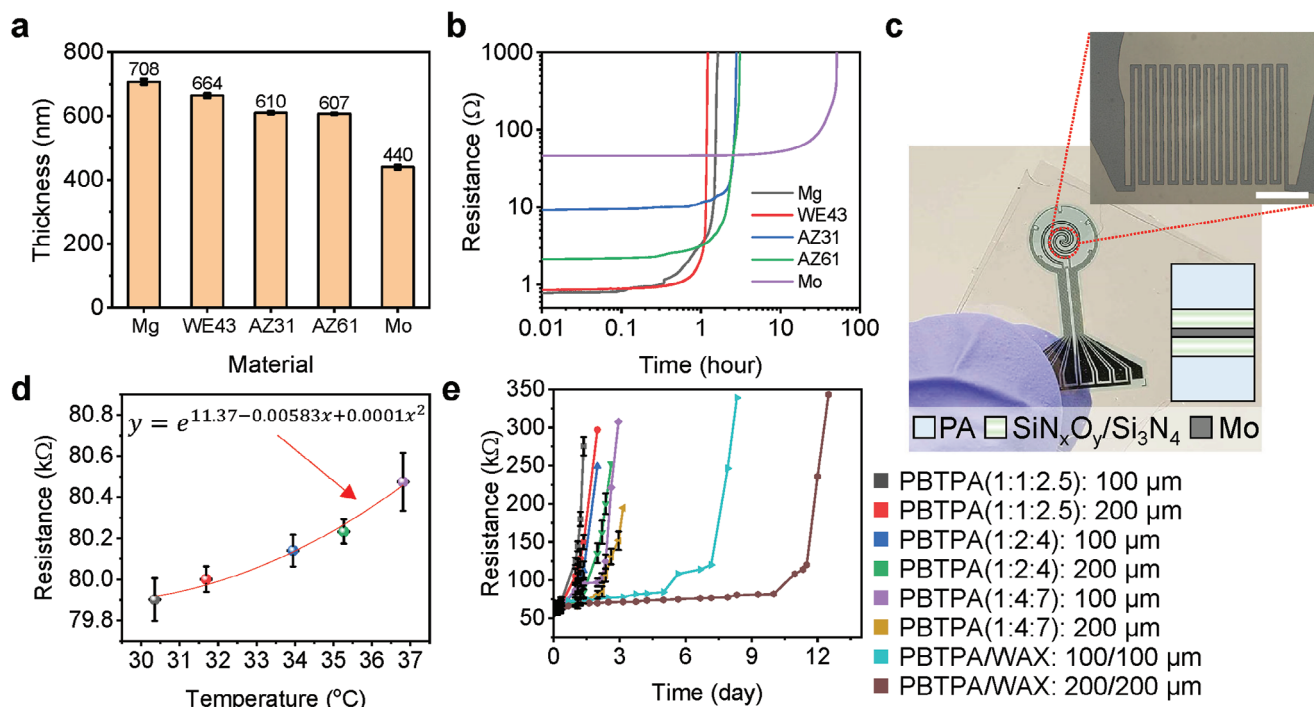 a
Thickness (nm)
800
600
400
200
0
708
664
610
607
440
Mg
WE43
AZ31
AZ61
Mo
Material
b
Resistance (Ω)
1000
100
10
1
Mg
WE43
AZ31
AZ61
Mo
0.01
0.1
1
10
100
Time (hour)
c
PA
SiNxOy/Si3N4
Mo
d
Resistance (kΩ)
80.8
80.6
80.4
80.2
80.0
79.8
y = e^{11.37−0.00583x+0.0001x^2}
30
31
32
33
34
35
36
37
Temperature (ºC)
e
Resistance (kΩ)
350
300
250
200
150
100
50
0
3
6
9
12
Time (day)
PBTPA(1:1:2.5): 100 µm
PBTPA(1:1:2.5): 200 µm
PBTPA(1:2:4): 100 µm
PBTPA(1:2:4): 200 µm
PBTPA(1:4:7): 100 µm
PBTPA(1:4:7): 200 µm
PBTPA/WAX: 100/100 µm
PBTPA/WAX: 200/200 µm